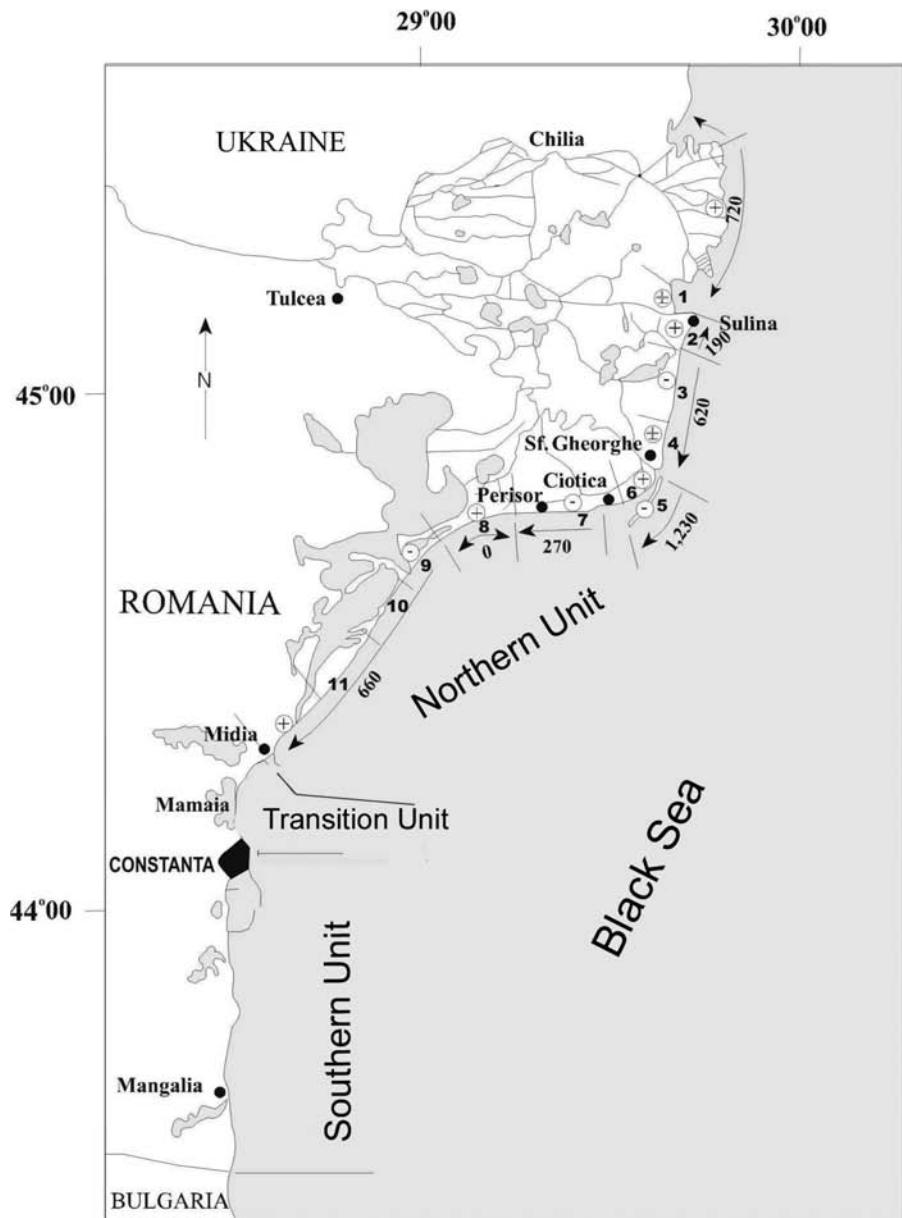 29°00
30°00
UKRAINE
Chilia
+
720
Tulcea
± 1
Sulina
+ 2
190
N
45°00
- 3
620
+ 4
Sf. Gheorghe
Ciotica
6 +
Perisor
- 5
- 7
+ 8
1,230
0
270
- 9
10
ROMANIA
Northern Unit
11
660
+
Midia
Mamaia
Transition Unit
CONSTANTA
Black Sea
44°00
Southern Unit
Mangalia
BULGARIA